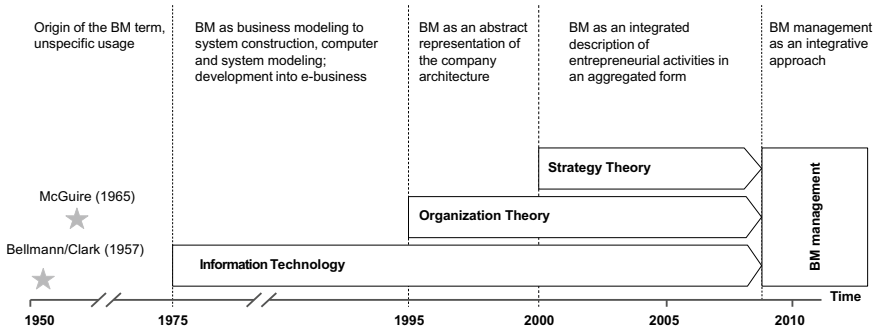 Origin of the BM term,
unspecific usage
BM as business modeling to
system construction, computer
and system modeling;
development into e-business
BM as an abstract
representation of
the company
architecture
BM as an integrated
description of
entrepreneurial activities in
an aggregated form
BM management
as an integrative
approach
Strategy Theory
McGuire (1965)
Organization Theory
Bellmann/Clark (1957)
Information Technology
BM management
Time
1950
1975
1995
2000
2005
2010